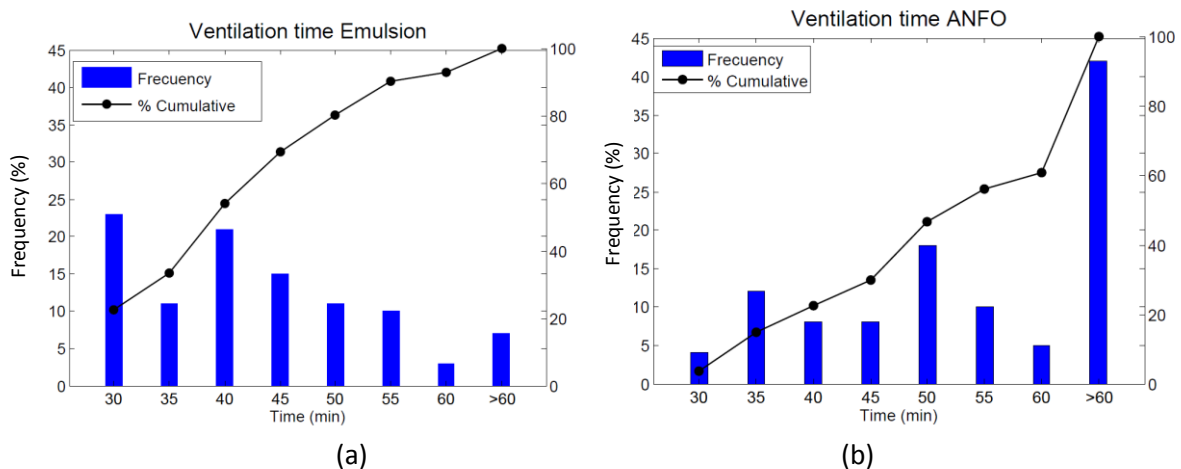 Ventilation time Emulsion
Frecuency
% Cumulative
Frequency (%)
45
40
35
30
25
20
15
10
5
0
100
80
60
40
20
0
30 35 40 45 50 55 60 >60
Time (min)
(a)
Ventilation time ANFO
Frecuency
% Cumulative
Frequency (%)
45
40
35
30
25
20
15
10
5
0
100
80
60
40
20
0
30 35 40 45 50 55 60 >60
Time (min)
(b)